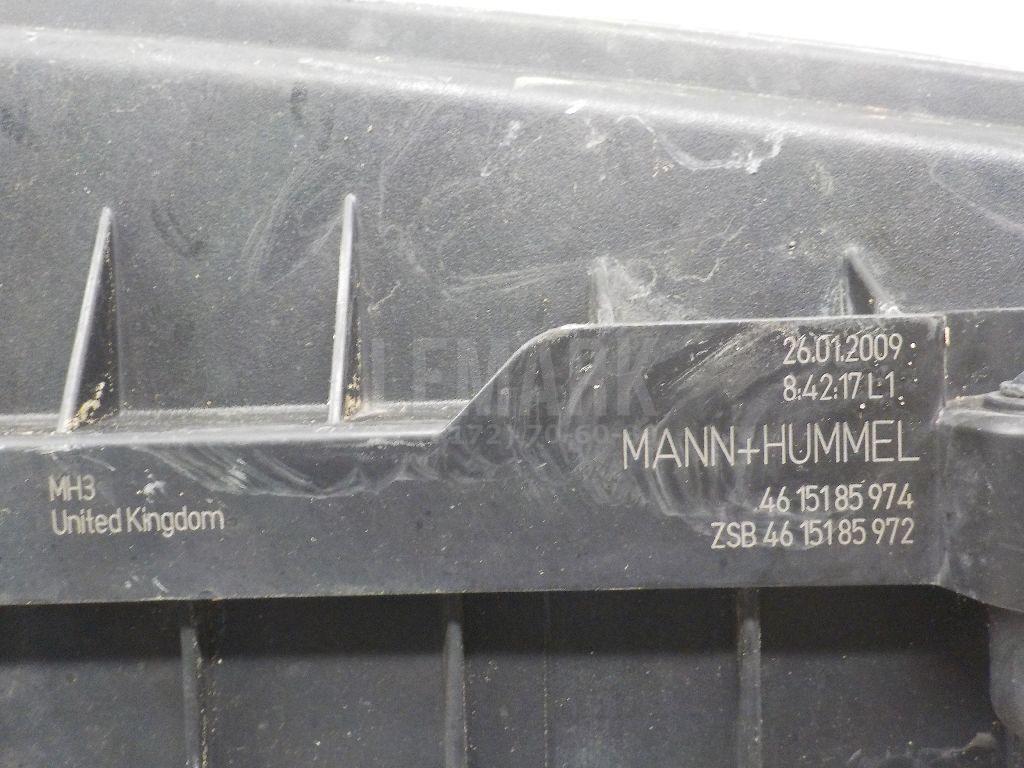 26.01.2009
8:42:17 L1
LEMARK
MANN+HUMMEL
MH3
United Kingdom
46 151 85 974
ZSB 46 151 85 972